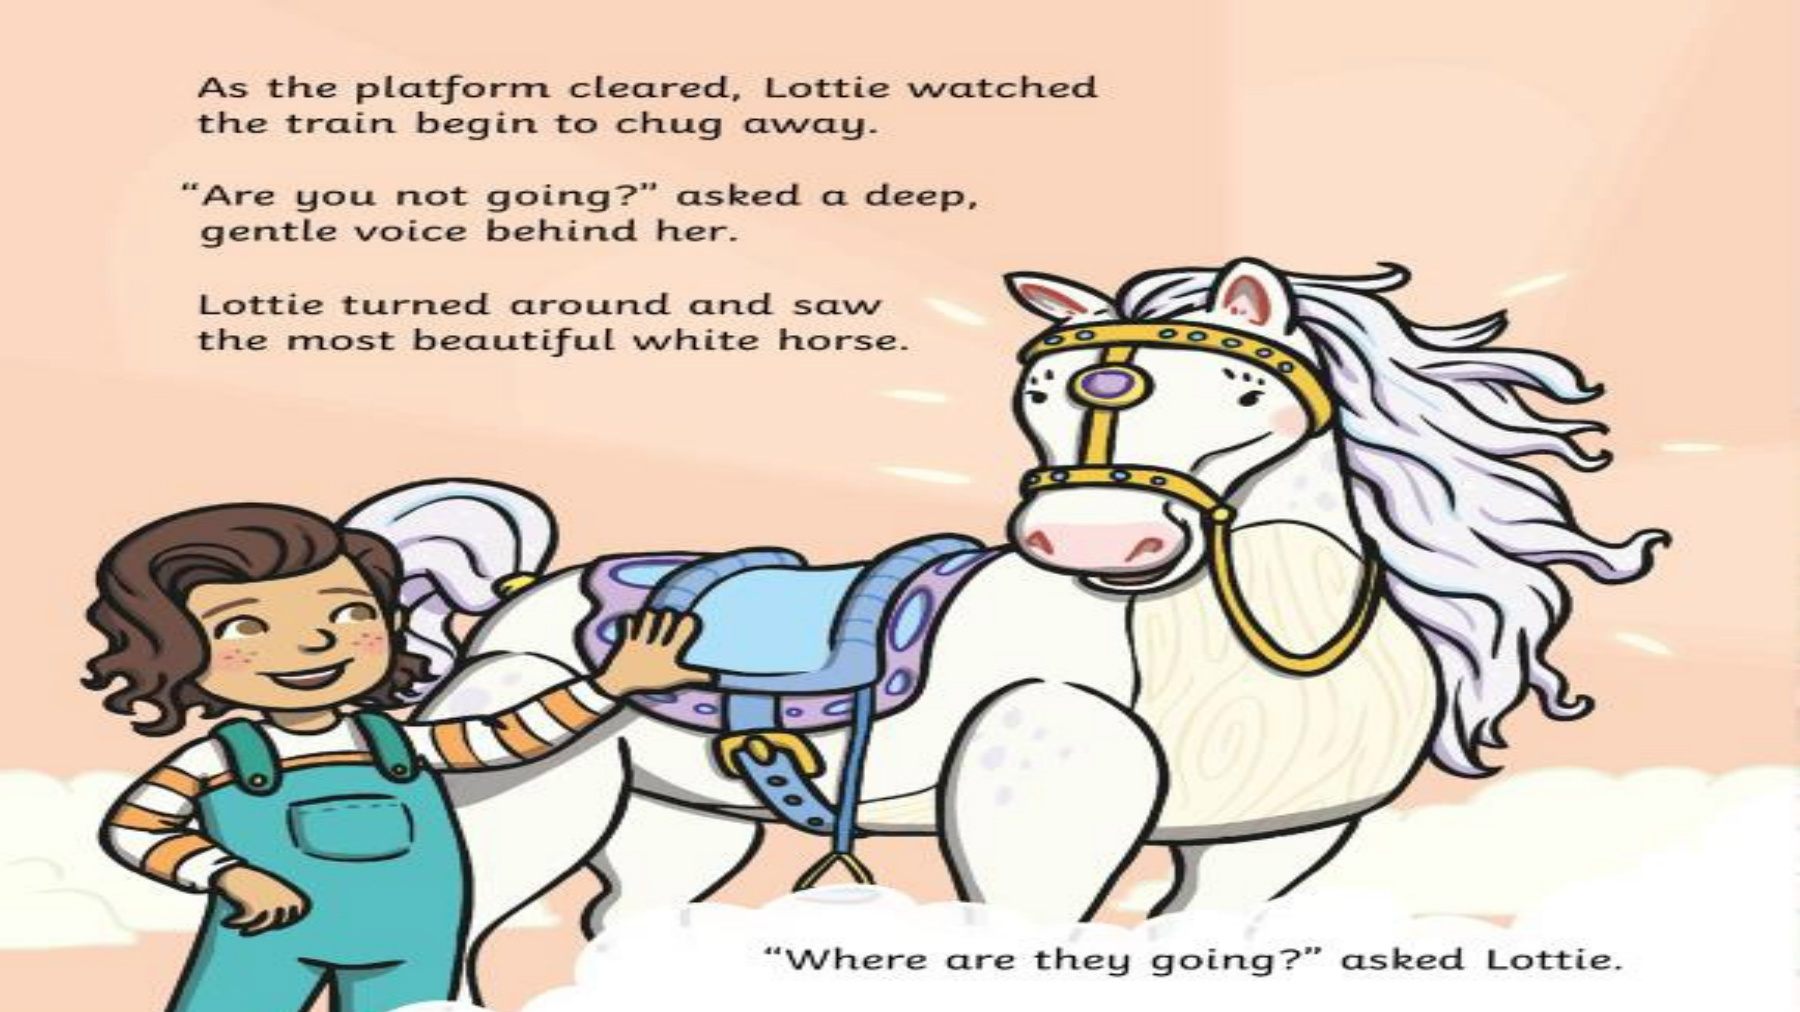 As the platform cleared, Lottie watched
the train begin to chug away.
“Are you not going?” asked a deep,
gentle voice behind her.
Lottie turned around and saw
the most beautiful white horse.
“Where are they going?” asked Lottie.